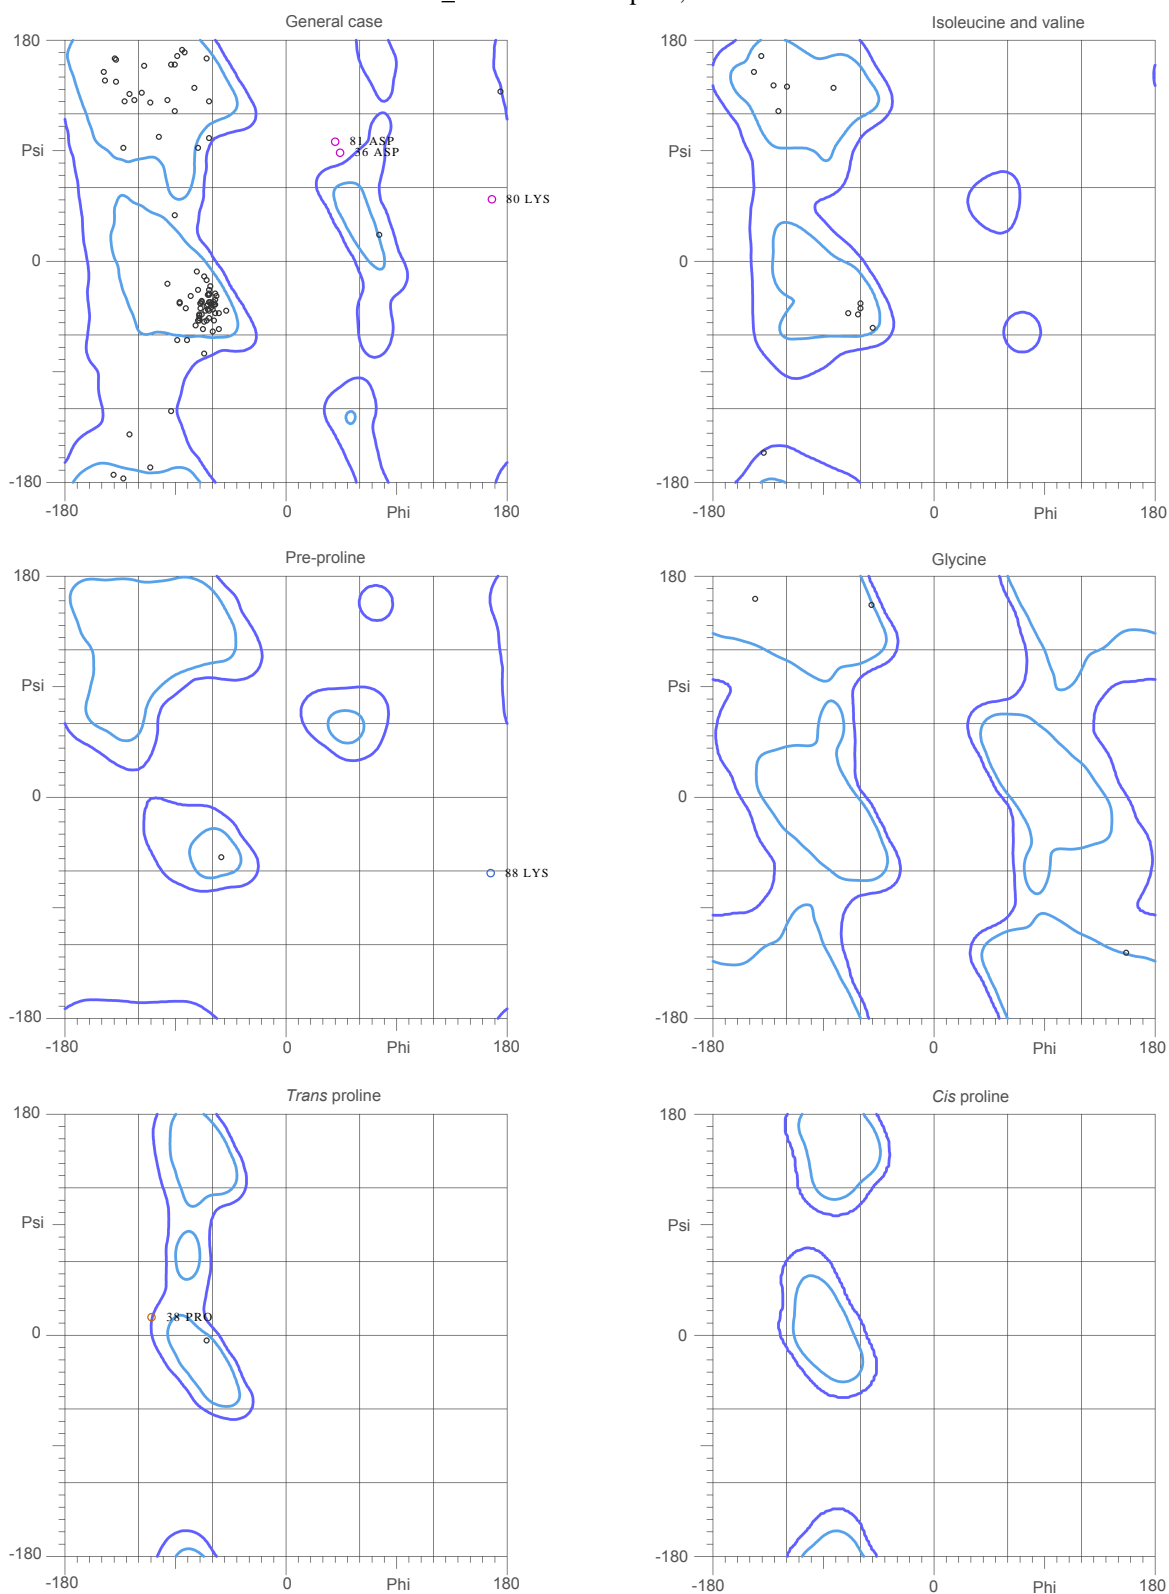 General case
Isoleucine and valine
180
180
81 ASP
36 ASP
Psi
Psi
80 LYS
0
0
-180
-180
-180
0
Phi
180
-180
0
Phi
180
Pre-proline
Glycine
180
180
Psi
Psi
0
0
88 LYS
-180
-180
-180
0
Phi
180
-180
0
Phi
180
Trans proline
Cis proline
180
180
Psi
Psi
38 PRO
0
0
-180
-180
-180
0
Phi
180
-180
0
Phi
180